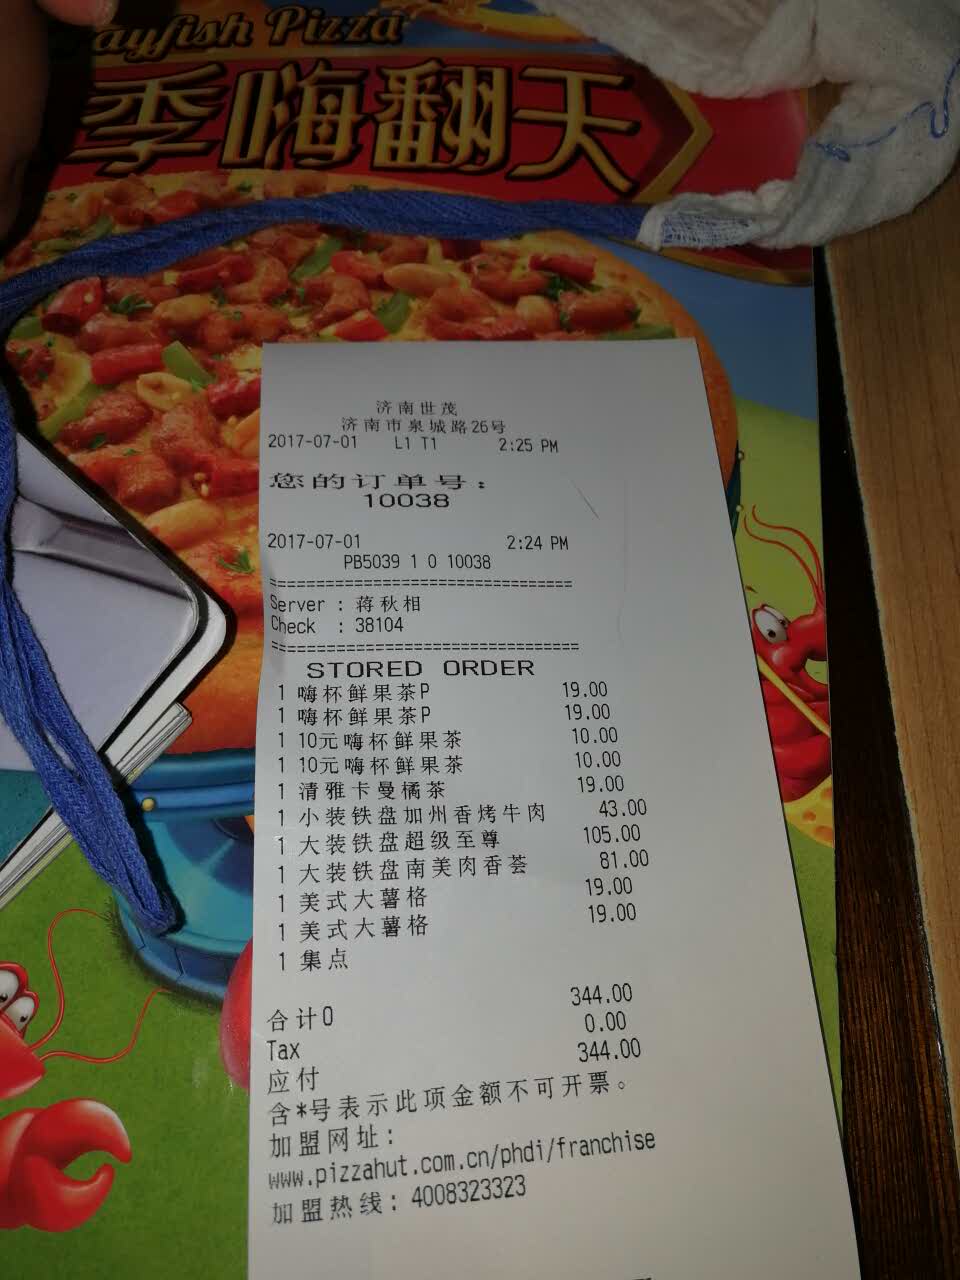 ayfish Pizza
季嗨翻天
济南世茂
济南市泉城路26号
2017-07-01 L1 T1 2:25 PM
您的订单号：
10038
2017-07-01 2:24 PM
PB5039 1 0 10038
================================
Server : 蒋秋相
Check : 38104
================================
STORED ORDER
1 嗨杯鲜果茶P 19.00
1 嗨杯鲜果茶P 19.00
1 10元嗨杯鲜果茶 10.00
1 10元嗨杯鲜果茶 10.00
1 清雅卡曼橘茶 19.00
1 小装铁盘加州香烤牛肉 43.00
1 大装铁盘超级至尊 105.00
1 大装铁盘南美肉香荟 81.00
1 美式大薯格 19.00
1 美式大薯格 19.00
1 集点
合计0 344.00
Tax 0.00
应付 344.00
含*号表示此项金额不可开票。
加盟网址：
www.pizzahut.com.cn/phdi/franchise
加盟热线：4008323323